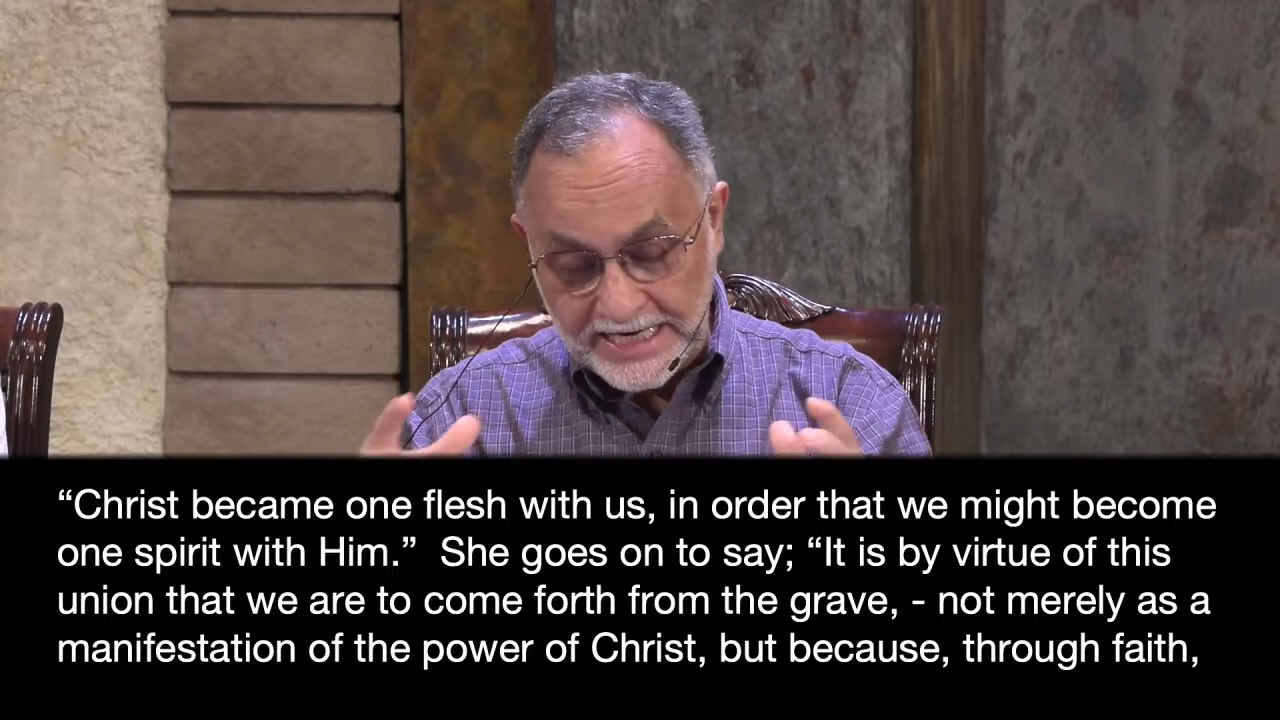 “Christ became one flesh with us, in order that we might become
one spirit with Him.”  She goes on to say; “It is by virtue of this
union that we are to come forth from the grave, - not merely as a
manifestation of the power of Christ, but because, through faith,